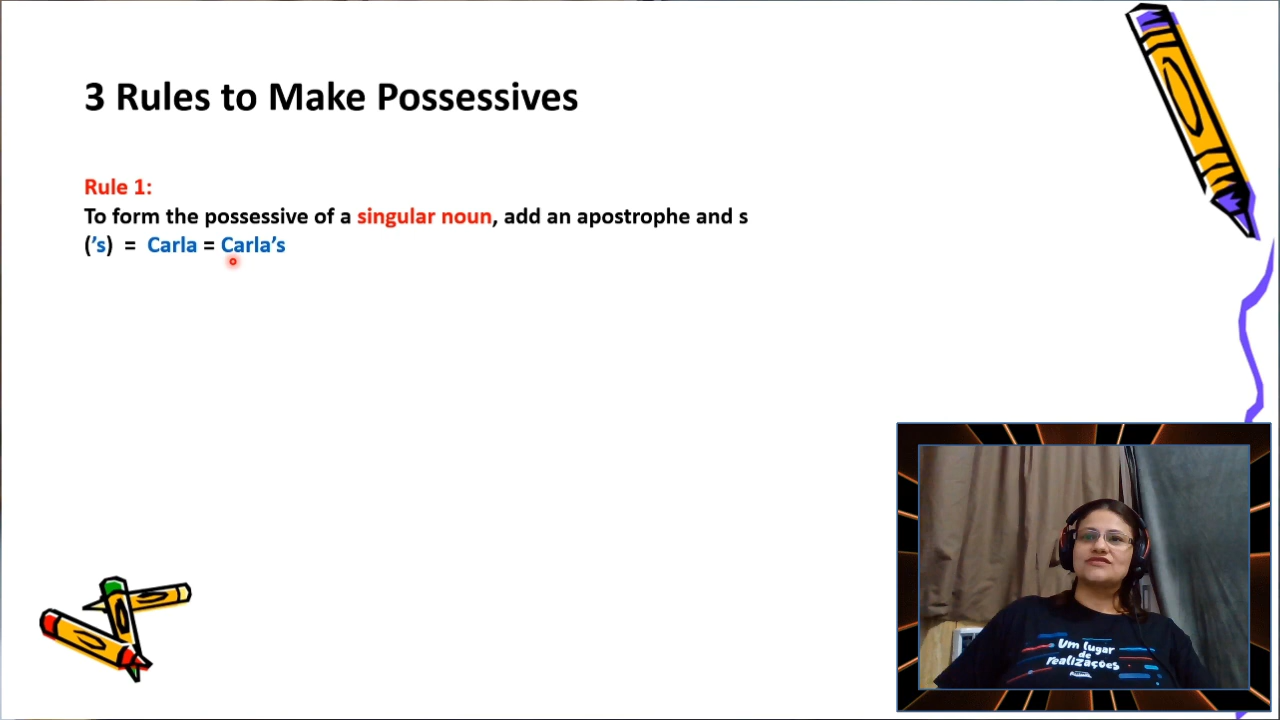 3 Rules to Make Possessives
Rule 1:
To form the possessive of a singular noun, add an apostrophe and s
(’s) = Carla = Carla’s
Um lugar
de
realizações